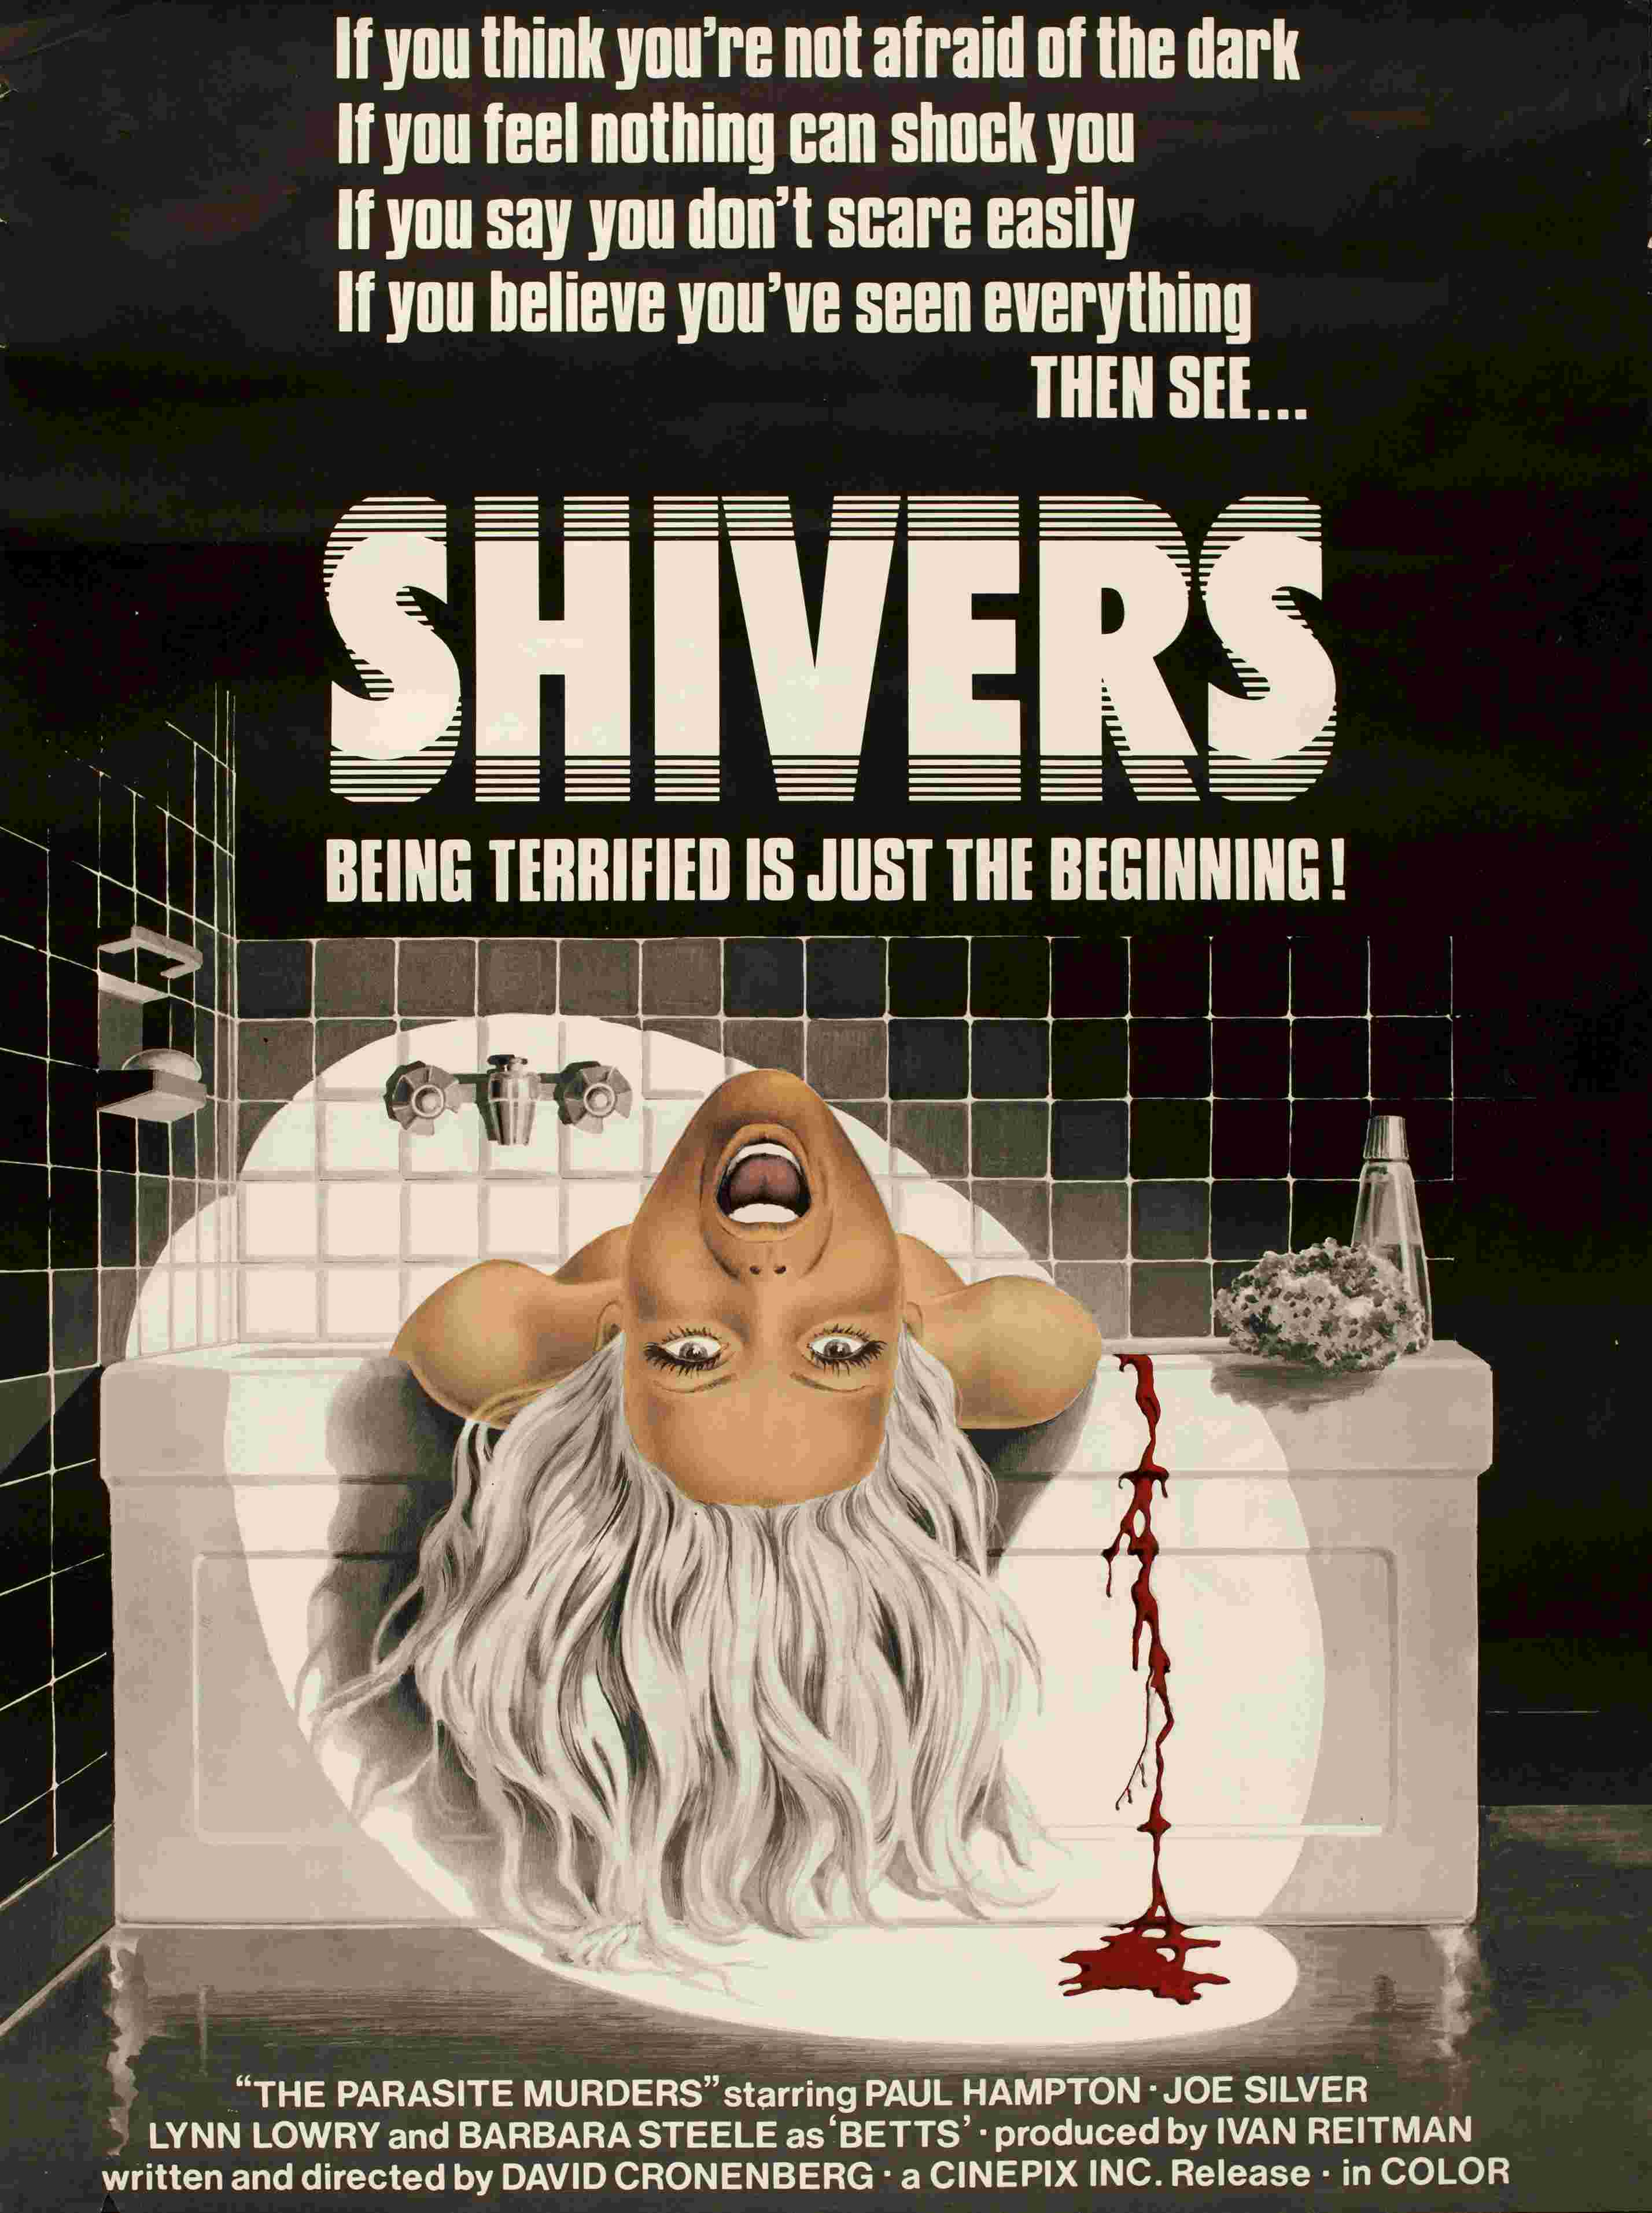 If you think you're not afraid of the dark
If you feel nothing can shock you
If you say you don't scare easily
If you believe you've seen everything
THEN SEE...
SHIVERS
BEING TERRIFIED IS JUST THE BEGINNING!
"THE PARASITE MURDERS" starring PAUL HAMPTON · JOE SILVER
LYNN LOWRY and BARBARA STEELE as 'BETTS' · produced by IVAN REITMAN
written and directed by DAVID CRONENBERG · a CINEPIX INC. Release · in COLOR